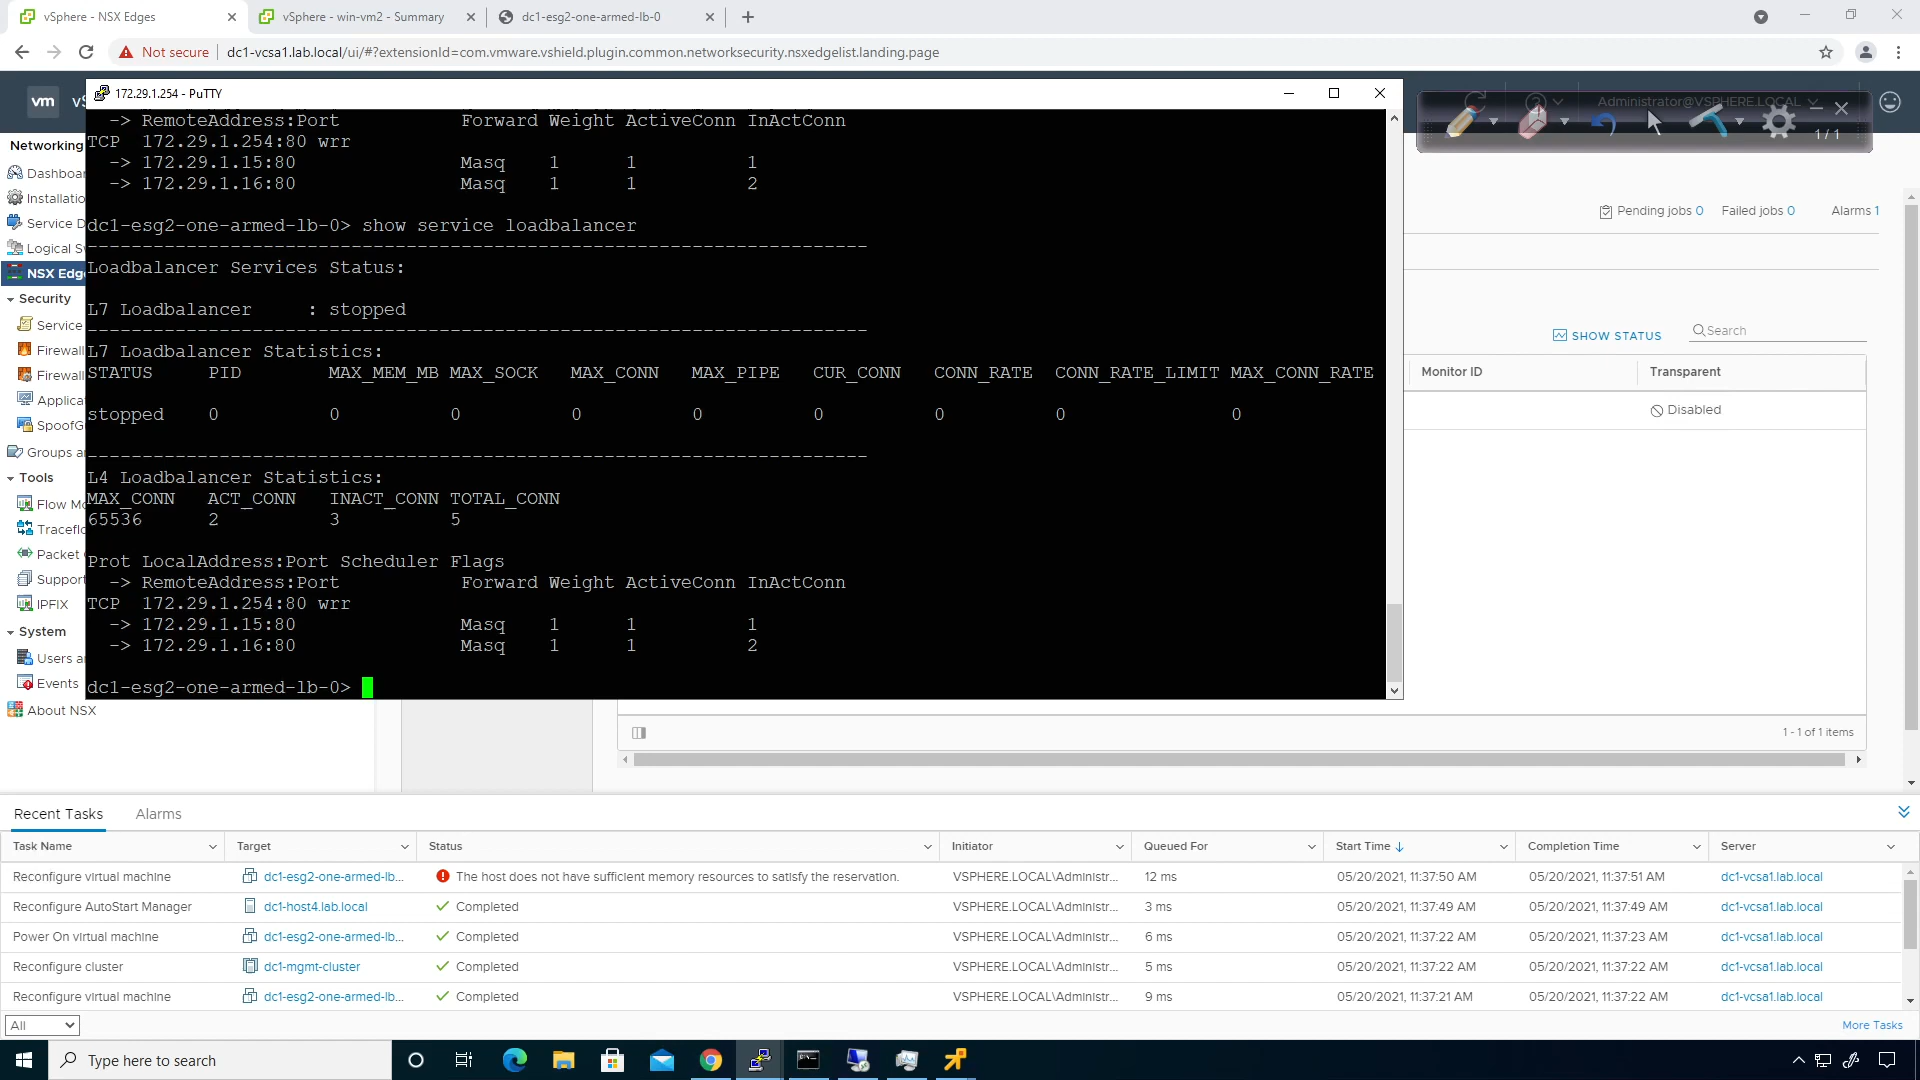 vSphere - NSX Edges
vSphere - win-vm2 - Summary
dc1-esg2-one-armed-lb-0
Not secure
dc1-vcsa1.lab.local/ui/#?extensionId=com.vmware.vshield.plugin.common.networksecurity.nsxedgelist.landing.page
vm
Administrator@VSPHERE.LOCAL
1 / 1
172.29.1.254 - PuTTY
-> RemoteAddress:Port Forward Weight ActiveConn InActConn
TCP 172.29.1.254:80 wrr
-> 172.29.1.15:80 Masq 1 1 1
-> 172.29.1.16:80 Masq 1 1 2
dc1-esg2-one-armed-lb-0> show service loadbalancer
-----------------------------------------------------------------------
Loadbalancer Services Status:
L7 Loadbalancer : stopped
-----------------------------------------------------------------------
L7 Loadbalancer Statistics:
STATUS PID MAX_MEM_MB MAX_SOCK MAX_CONN MAX_PIPE CUR_CONN CONN_RATE CONN_RATE_LIMIT MAX_CONN_RATE
stopped 0 0 0 0 0 0 0 0 0
-----------------------------------------------------------------------
L4 Loadbalancer Statistics:
MAX_CONN ACT_CONN INACT_CONN TOTAL_CONN
65536 2 3 5
Prot LocalAddress:Port Scheduler Flags
-> RemoteAddress:Port Forward Weight ActiveConn InActConn
TCP 172.29.1.254:80 wrr
-> 172.29.1.15:80 Masq 1 1 1
-> 172.29.1.16:80 Masq 1 1 2
dc1-esg2-one-armed-lb-0>
Networking
Dashboa
Installatio
Service D
Logical S
NSX Edg
Security
Service
Firewall
Firewall
Applica
SpoofG
Groups a
Tools
Flow Mo
Traceflo
Packet
Support
IPFIX
System
Users a
Events
About NSX
Pending jobs 0 Failed jobs 0 Alarms 1
SHOW STATUS Search
Monitor ID Transparent
Disabled
1 - 1 of 1 items
Recent Tasks Alarms
Task Name Target Status Initiator Queued For Start Time Completion Time Server
Reconfigure virtual machine dc1-esg2-one-armed-lb... The host does not have sufficient memory resources to satisfy the reservation. VSPHERE.LOCAL\Administr... 12 ms 05/20/2021, 11:37:50 AM 05/20/2021, 11:37:51 AM dc1-vcsa1.lab.local
Reconfigure AutoStart Manager dc1-host4.lab.local Completed VSPHERE.LOCAL\Administr... 3 ms 05/20/2021, 11:37:49 AM 05/20/2021, 11:37:49 AM dc1-vcsa1.lab.local
Power On virtual machine dc1-esg2-one-armed-lb... Completed VSPHERE.LOCAL\Administr... 6 ms 05/20/2021, 11:37:22 AM 05/20/2021, 11:37:23 AM dc1-vcsa1.lab.local
Reconfigure cluster dc1-mgmt-cluster Completed VSPHERE.LOCAL\Administr... 5 ms 05/20/2021, 11:37:22 AM 05/20/2021, 11:37:22 AM dc1-vcsa1.lab.local
Reconfigure virtual machine dc1-esg2-one-armed-lb... Completed VSPHERE.LOCAL\Administr... 9 ms 05/20/2021, 11:37:21 AM 05/20/2021, 11:37:22 AM dc1-vcsa1.lab.local
All
More Tasks
Type here to search